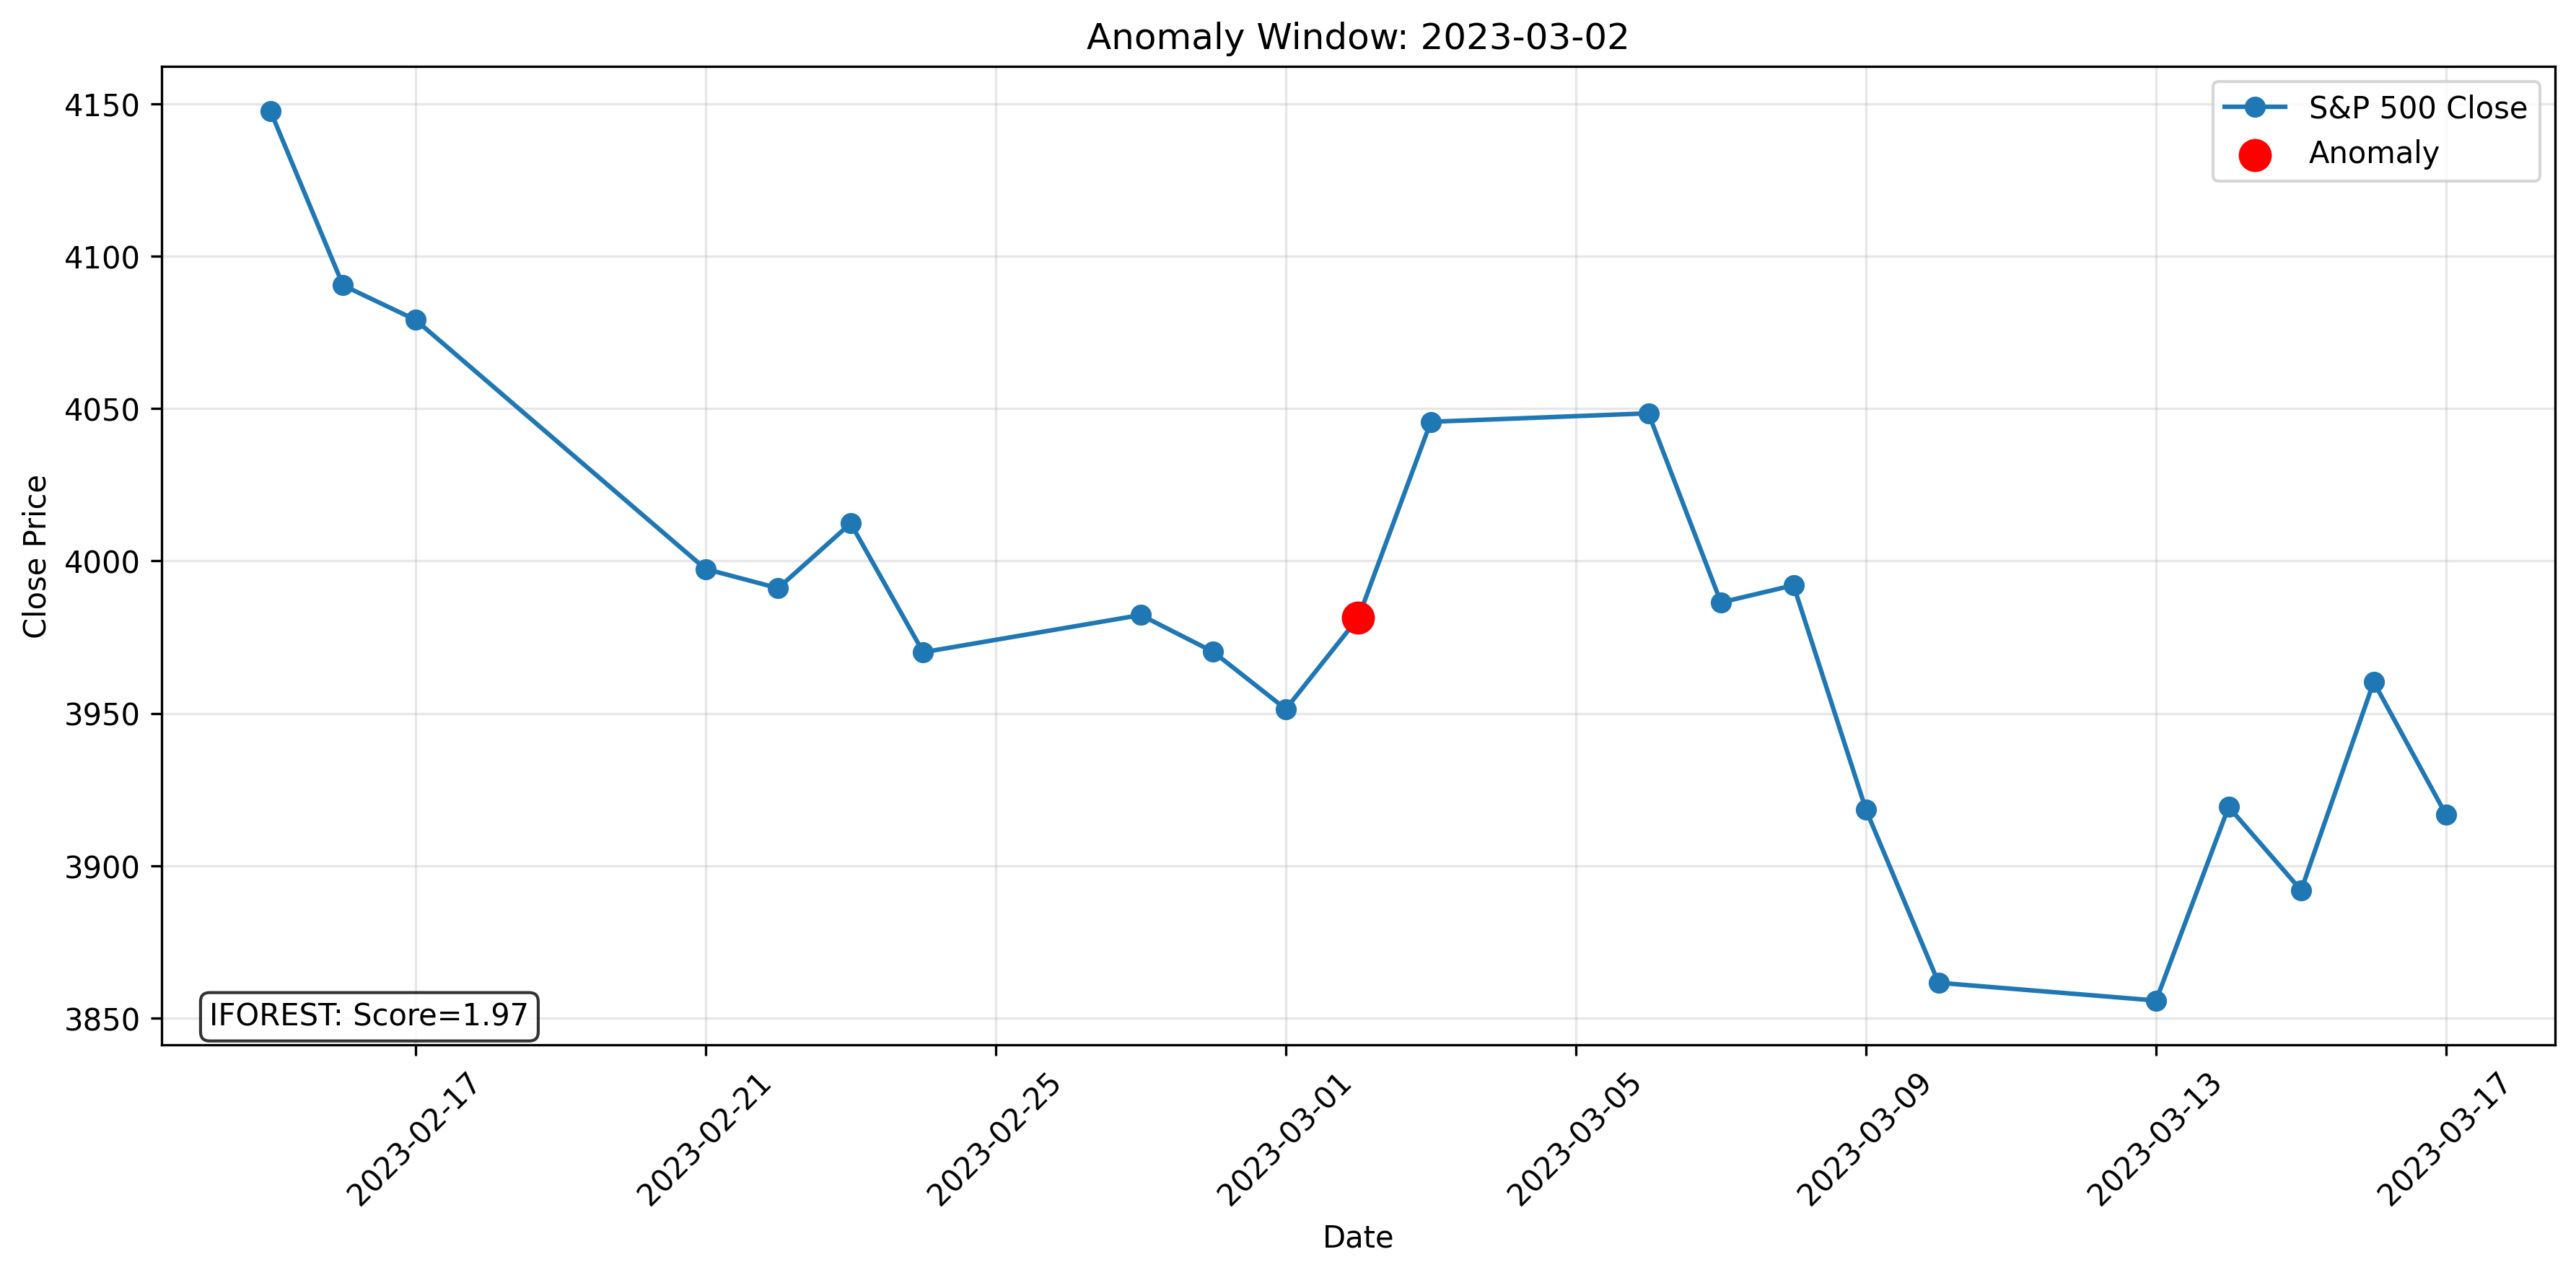 Anomaly Window: 2023-03-02
S&P 500 Close
Anomaly
Close Price
4150
4100
4050
4000
3950
3900
3850
IFOREST: Score=1.97
2023-02-17
2023-02-21
2023-02-25
2023-03-01
2023-03-05
2023-03-09
2023-03-13
2023-03-17
Date